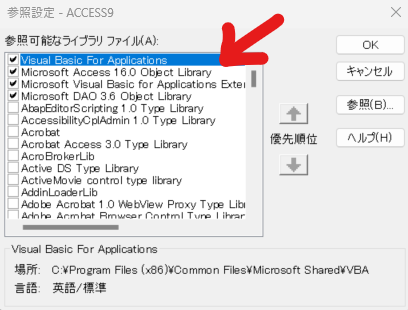 参照設定 - ACCESS9
参照可能なライブラリ ファイル(A):
Visual Basic For Applications
Microsoft Access 16.0 Object Library
Microsoft Visual Basic for Applications Exter
Microsoft DAO 3.6 Object Library
AbapEditorScripting 1.0 Type Library
AccessibilityCplAdmin 1.0 Type Library
Acrobat
Acrobat Access 3.0 Type Library
AcroBrokerLib
Active DS Type Library
ActiveMovie control type library
AddinLoaderLib
Adobe Acrobat 1.0 WebView Proxy Type Libr
Adobe Acrobat Browser Control Type Librar
優先順位
OK
キャンセル
参照(B)...
ヘルプ(H)
Visual Basic For Applications
場所: C:¥Program Files (x86)¥Common Files¥Microsoft Shared¥VBA
言語: 英語/標準